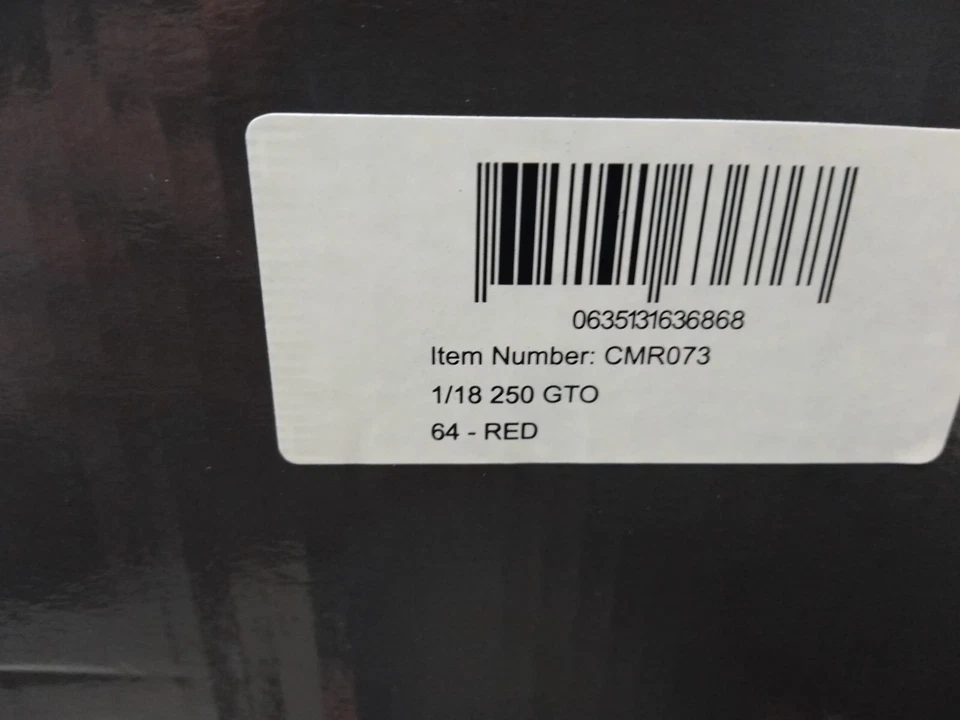 0635131636868
Item Number: CMR073
1/18 250 GTO
64 - RED